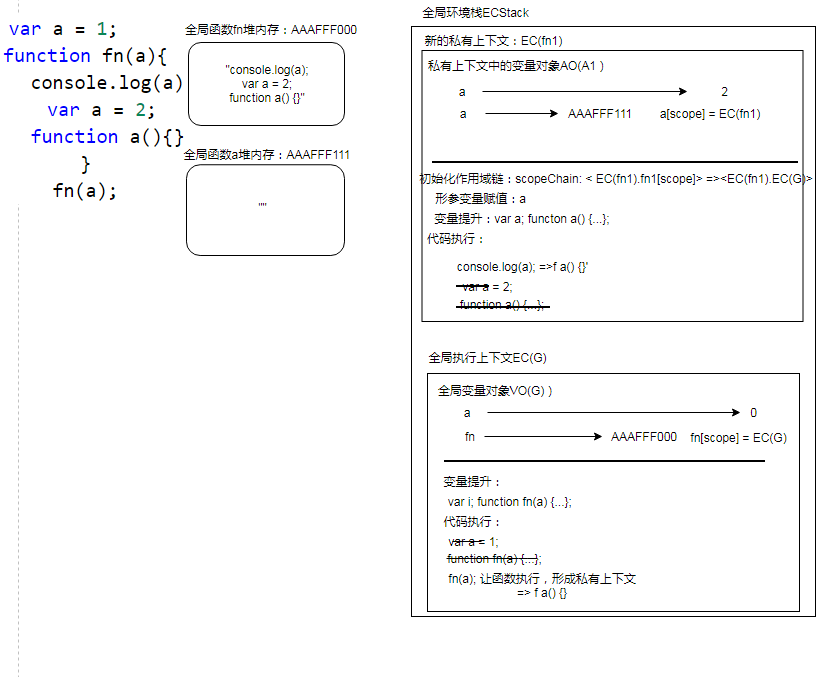 var a = 1;
function fn(a){
console.log(a)
var a = 2;
function a(){}
}
fn(a);
全局函数fn堆内存：AAAFFF000
"console.log(a);
var a = 2;
function a() {}"
全局函数a堆内存：AAAFFF111
""
全局环境栈ECStack
新的私有上下文：EC(fn1)
私有上下文中的变量对象AO(A1 )
a 2
a AAAFFF111 a[scope] = EC(fn1)
初始化作用域链：scopeChain: < EC(fn1).fn1[scope]> =><EC(fn1).EC(G)>
形参变量赋值：a
变量提升：var a; functon a() {...};
代码执行：
console.log(a); =>f a() {}'
var a = 2;
function a() {...};
全局执行上下文EC(G)
全局变量对象VO(G) )
a 0
fn AAAFFF000 fn[scope] = EC(G)
变量提升：
var i; function fn(a) {...};
代码执行：
var a = 1;
function fn(a) {...};
fn(a); 让函数执行，形成私有上下文
=> f a() {}